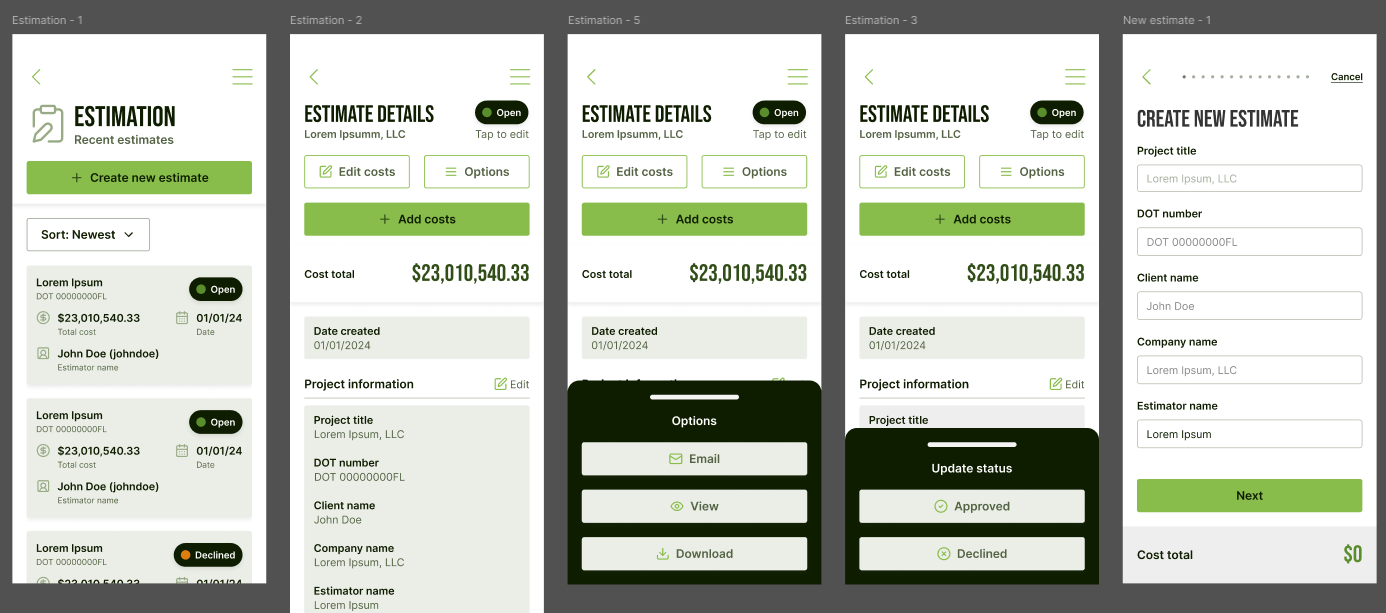 Estimation - 1
ESTIMATION
Recent estimates
Create new estimate
Sort: Newest
Lorem Ipsum
Open
DOT 00000000FL
$23,010,540.33
01/01/24
Total cost
Date
John Doe (johndoe)
Estimator name
Lorem Ipsum
Open
DOT 00000000FL
$23,010,540.33
01/01/24
Total cost
Date
John Doe (johndoe)
Estimator name
Lorem Ipsum
Declined
DOT 00000000FL
$23,010,540.33
01/01/24
Estimation - 2
ESTIMATE DETAILS
Open
Lorem Ipsumm, LLC
Tap to edit
Edit costs
Options
Add costs
Cost total
$23,010,540.33
Date created
01/01/2024
Project information
Edit
Project title
Lorem Ipsum, LLC
DOT number
DOT 00000000FL
Client name
John Doe
Company name
Lorem Ipsum, LLC
Estimator name
Lorem Ipsum
Estimation - 5
ESTIMATE DETAILS
Open
Lorem Ipsumm, LLC
Tap to edit
Edit costs
Options
Add costs
Cost total
$23,010,540.33
Date created
01/01/2024
Options
Email
View
Download
Estimation - 3
ESTIMATE DETAILS
Open
Lorem Ipsumm, LLC
Tap to edit
Edit costs
Options
Add costs
Cost total
$23,010,540.33
Date created
01/01/2024
Project information
Edit
Project title
Update status
Approved
Declined
New estimate - 1
Cancel
CREATE NEW ESTIMATE
Project title
Lorem Ipsum, LLC
DOT number
DOT 00000000FL
Client name
John Doe
Company name
Lorem Ipsum, LLC
Estimator name
Lorem Ipsum
Next
Cost total
$0